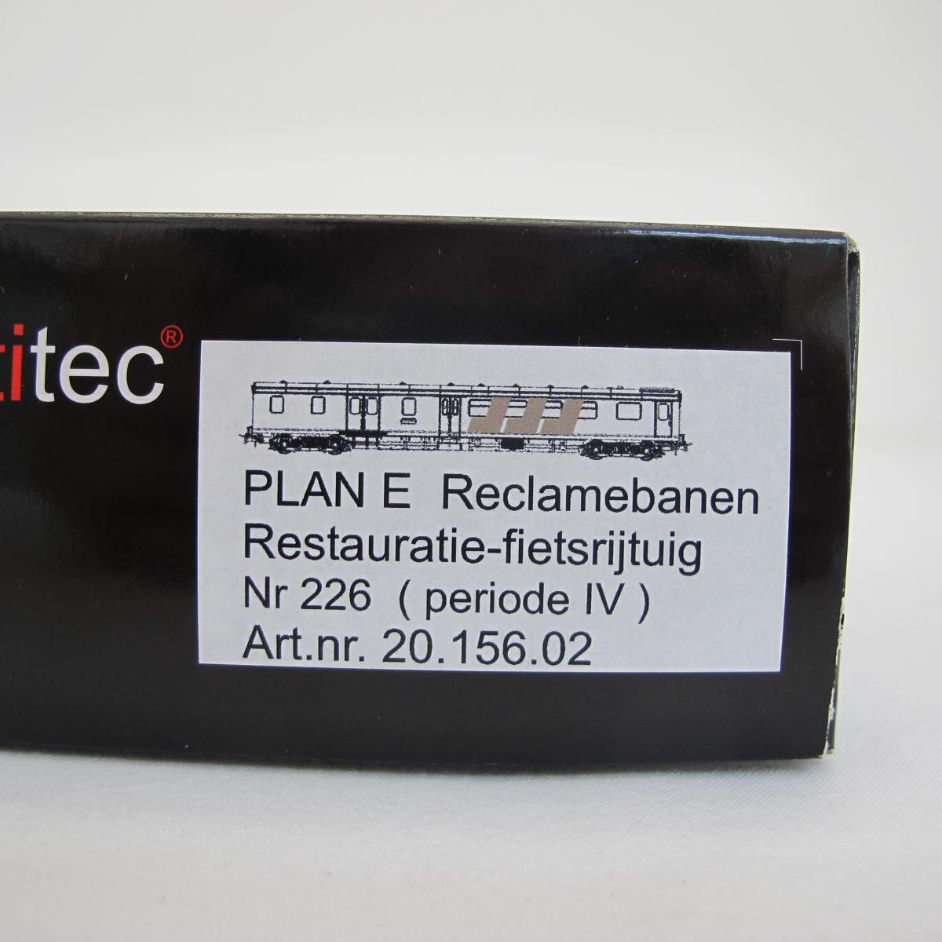 titec®
PLAN E Reclamebanen
Restauratie-fietsrijtuig
Nr 226 ( periode IV )
Art.nr. 20.156.02